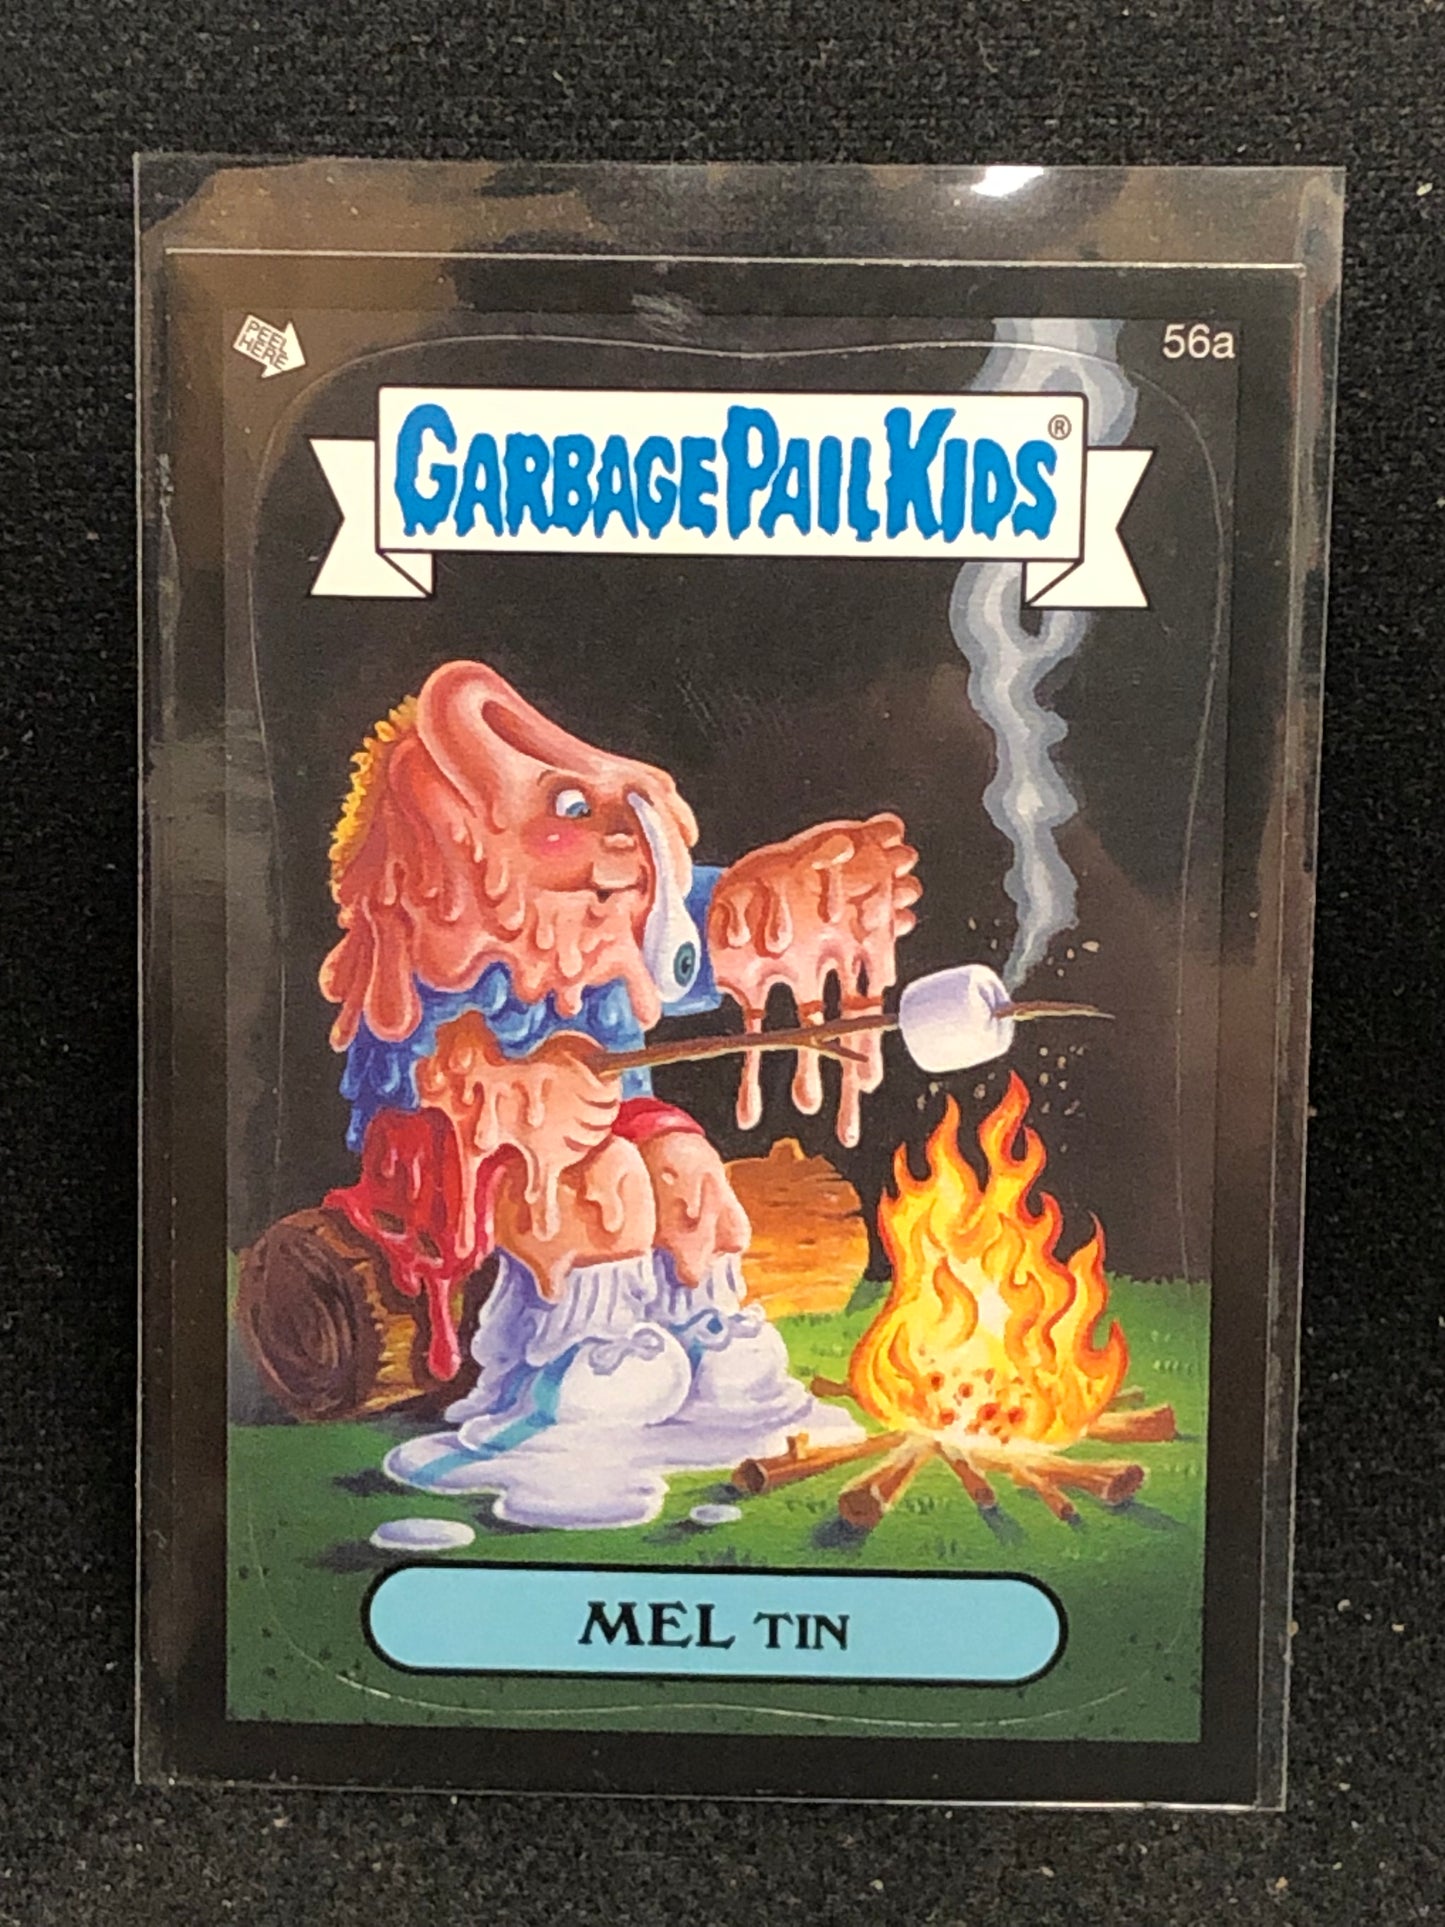 PEEL
HERE
56a
GARBAGE PAIL KIDS®
MEL TIN